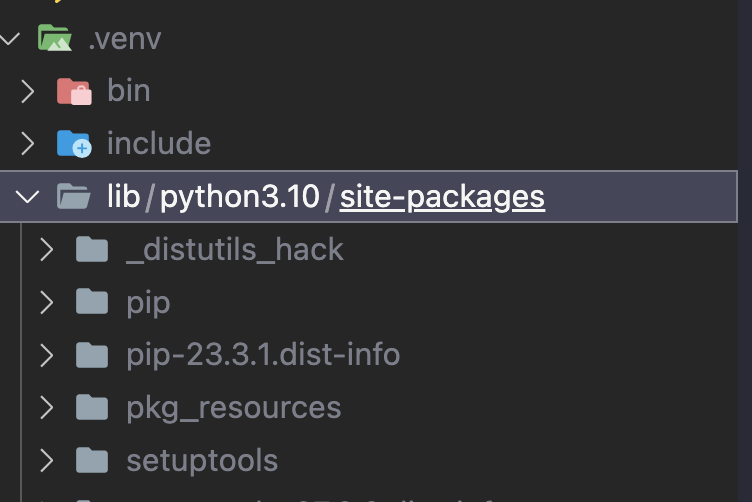 .venv
bin
include
lib/python3.10/site-packages
_distutils_hack
pip
pip-23.3.1.dist-info
pkg_resources
setuptools